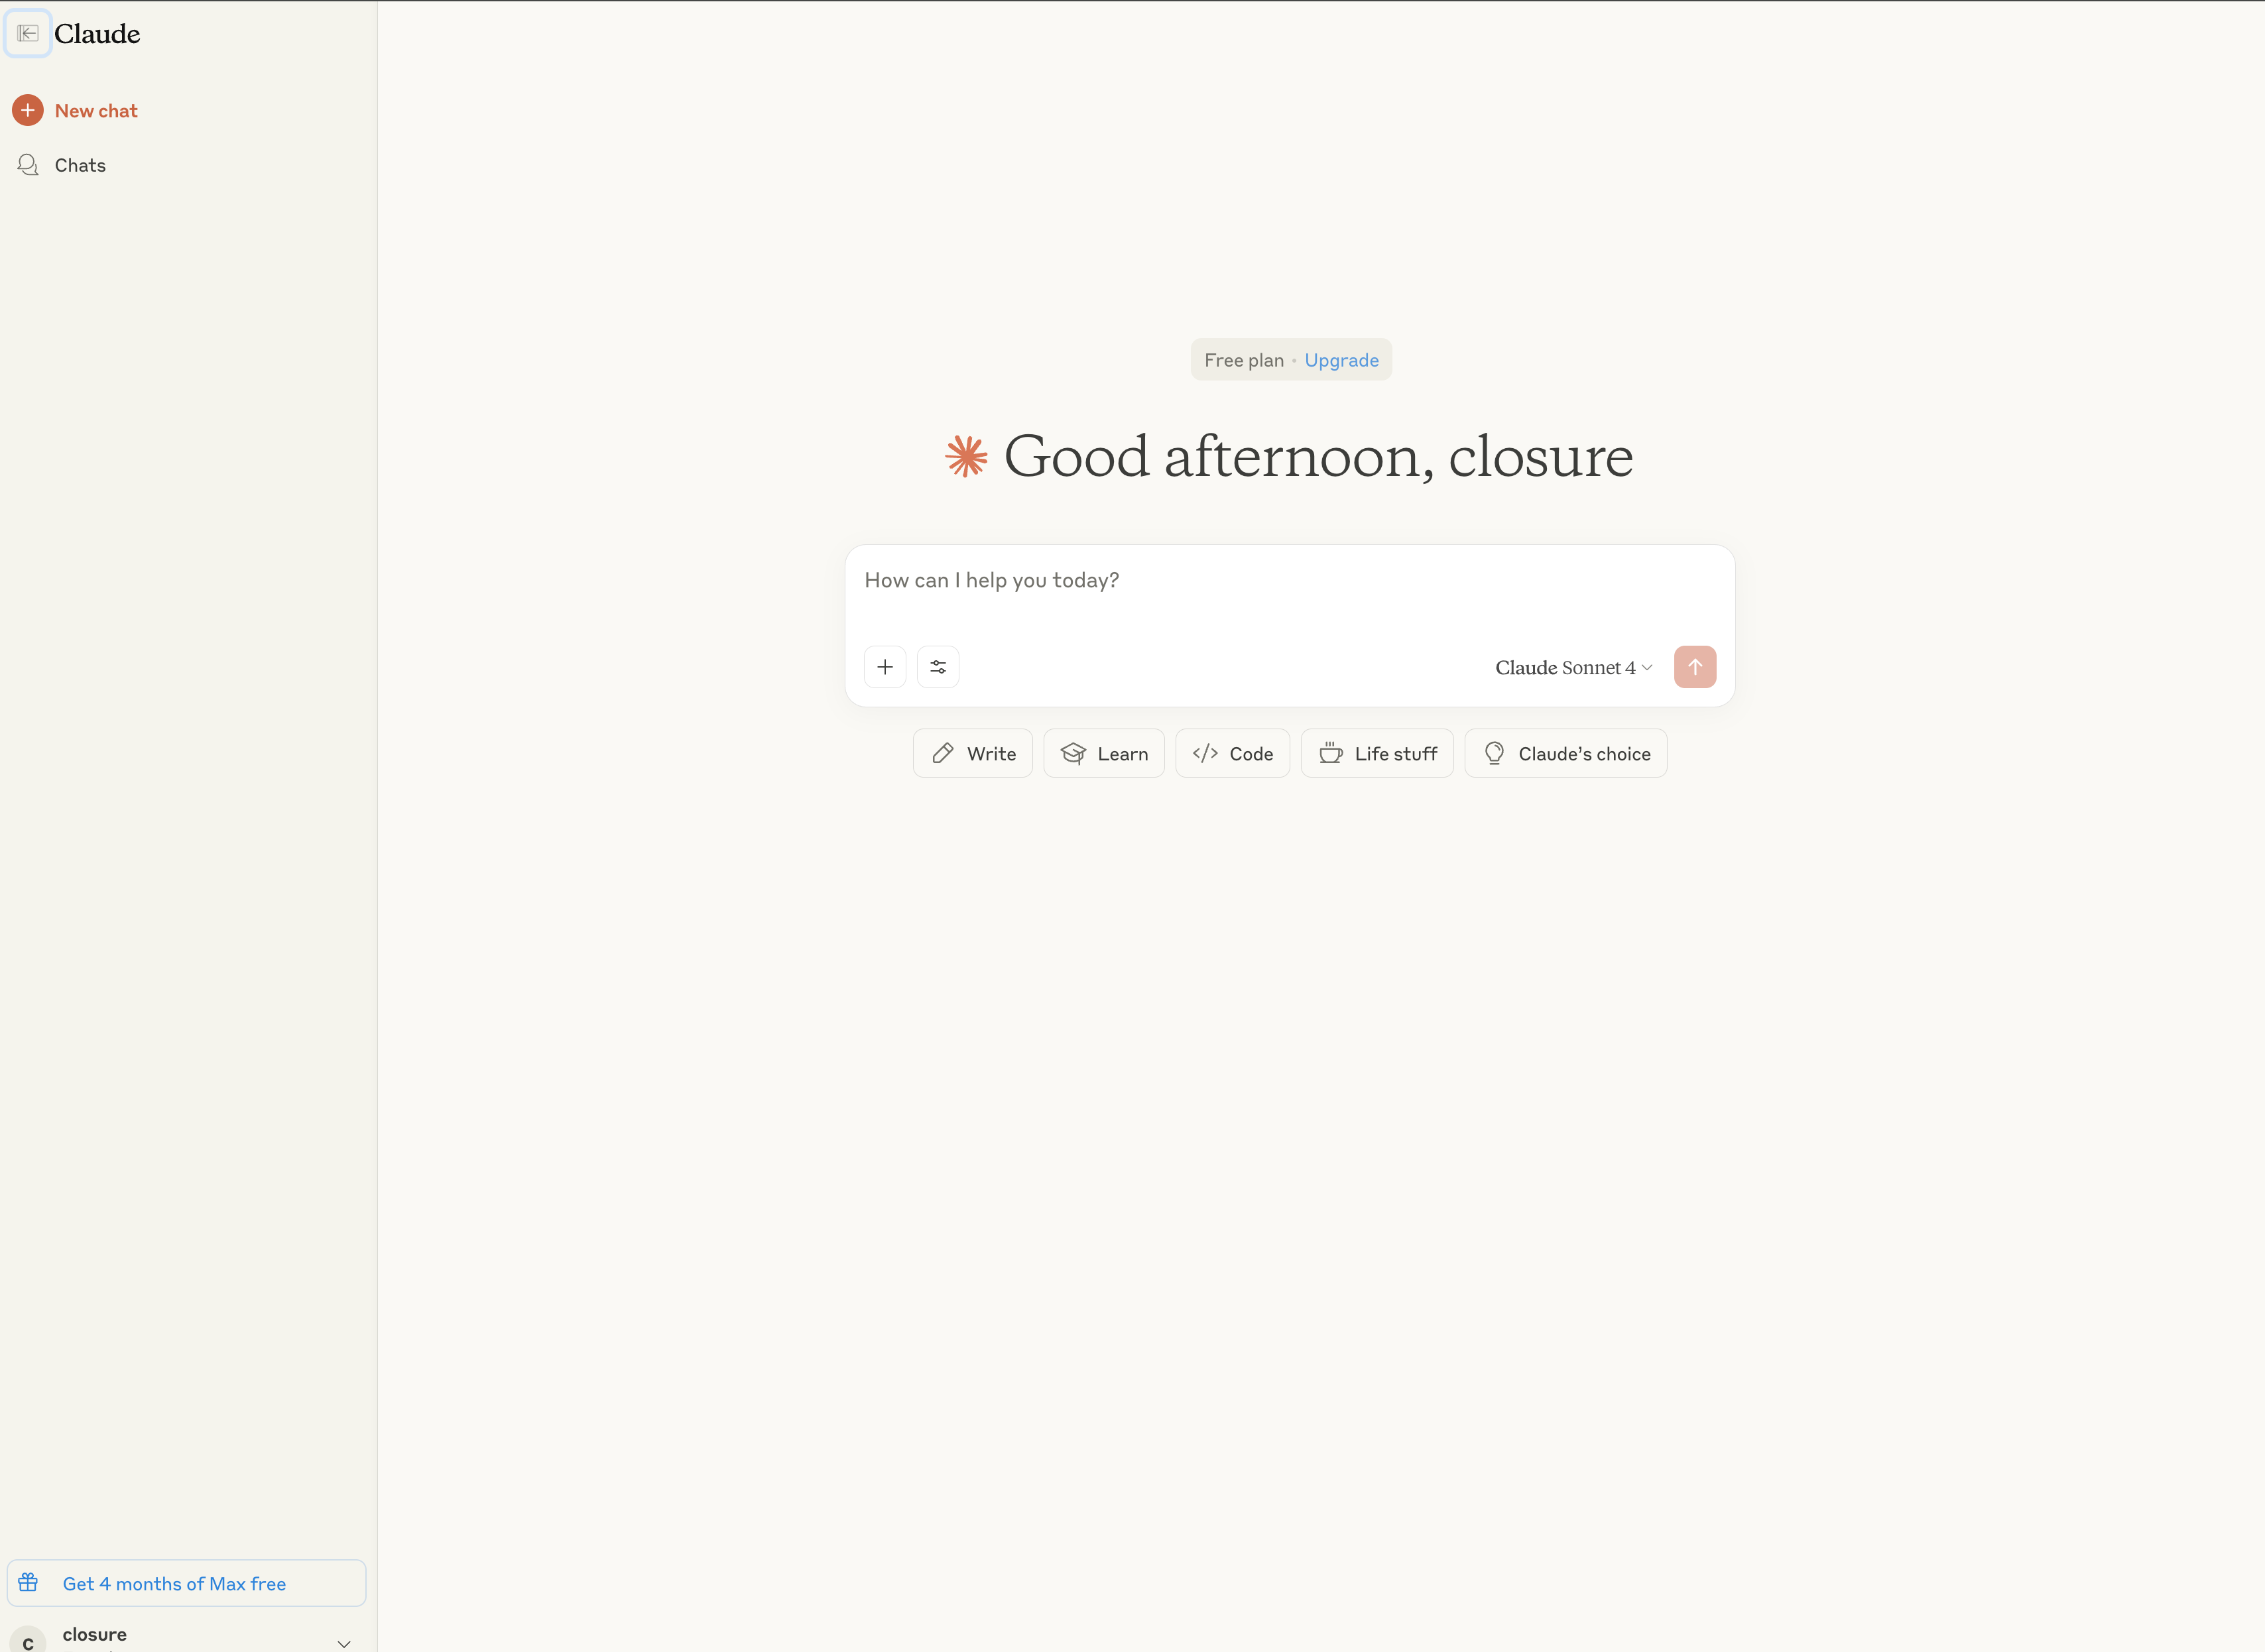 Claude
New chat
Chats
Free plan • Upgrade
Good afternoon, closure
How can I help you today?
Claude Sonnet 4
Write
Learn
</> Code
Life stuff
Claude’s choice
Get 4 months of Max free
C
closure